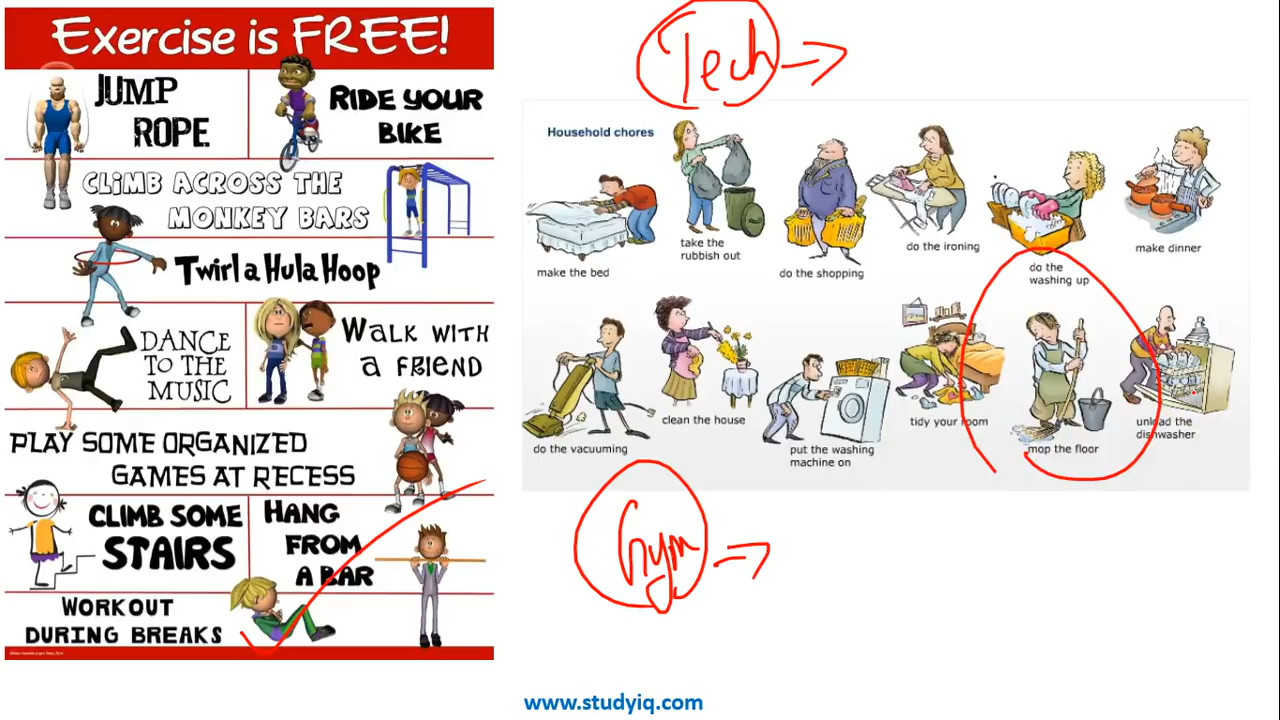 Exercise is FREE!
JUMP
ROPE
RIDE YOUR
BIKE
CLIMB ACROSS THE
MONKEY BARS
Twirl a Hula Hoop
DANCE
TO THE
MUSIC
WALK WITH
a FRIEND
PLAY SOME ORGANIZED
GAMES AT RECESS
CLIMB SOME
STAIRS
HANG
FROM
A BAR
WORKOUT
DURING BREAKS
Tech →
Household chores
make the bed
take the
rubbish out
do the shopping
do the ironing
do the
washing up
make dinner
do the vacuuming
clean the house
put the washing
machine on
tidy your room
mop the floor
unload the
dishwasher
Gym →
www.studyiq.com